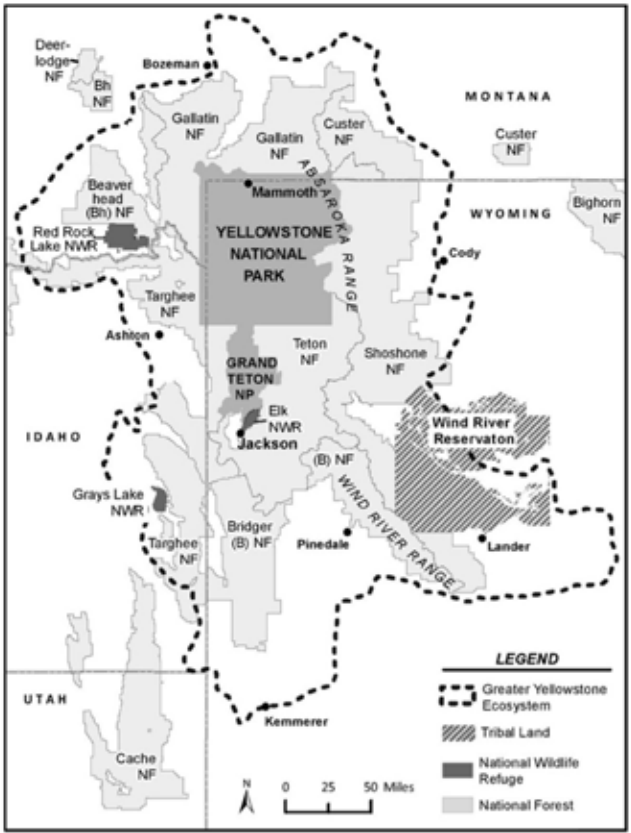 Deer-
lodge
NF
Bh
NF
Bozeman
Gallatin
NF
Gallatin
NF
Custer
NF
MONTANA
Custer
NF
Beaver
head
(Bh) NF
Red Rock
Lake NWR
Mammoth
ABSAROKA RANGE
WYOMING
Bighorn
NF
YELLOWSTONE
NATIONAL
PARK
Cody
Targhee
NF
Ashton
Teton
NF
Shoshone
NF
GRAND
TETON
NP
Elk
NWR
Jackson
Wind River
Reservaton
IDAHO
(B) NF
WIND RIVER RANGE
Grays Lake
NWR
Targhee
NF
Bridger
(B) NF
Pinedale
Lander
UTAH
Kemmerer
Cache
NF
LEGEND
Greater Yellowstone
Ecosystem
Tribal Land
National Wildlife
Refuge
National Forest
N
0 25 50 Miles